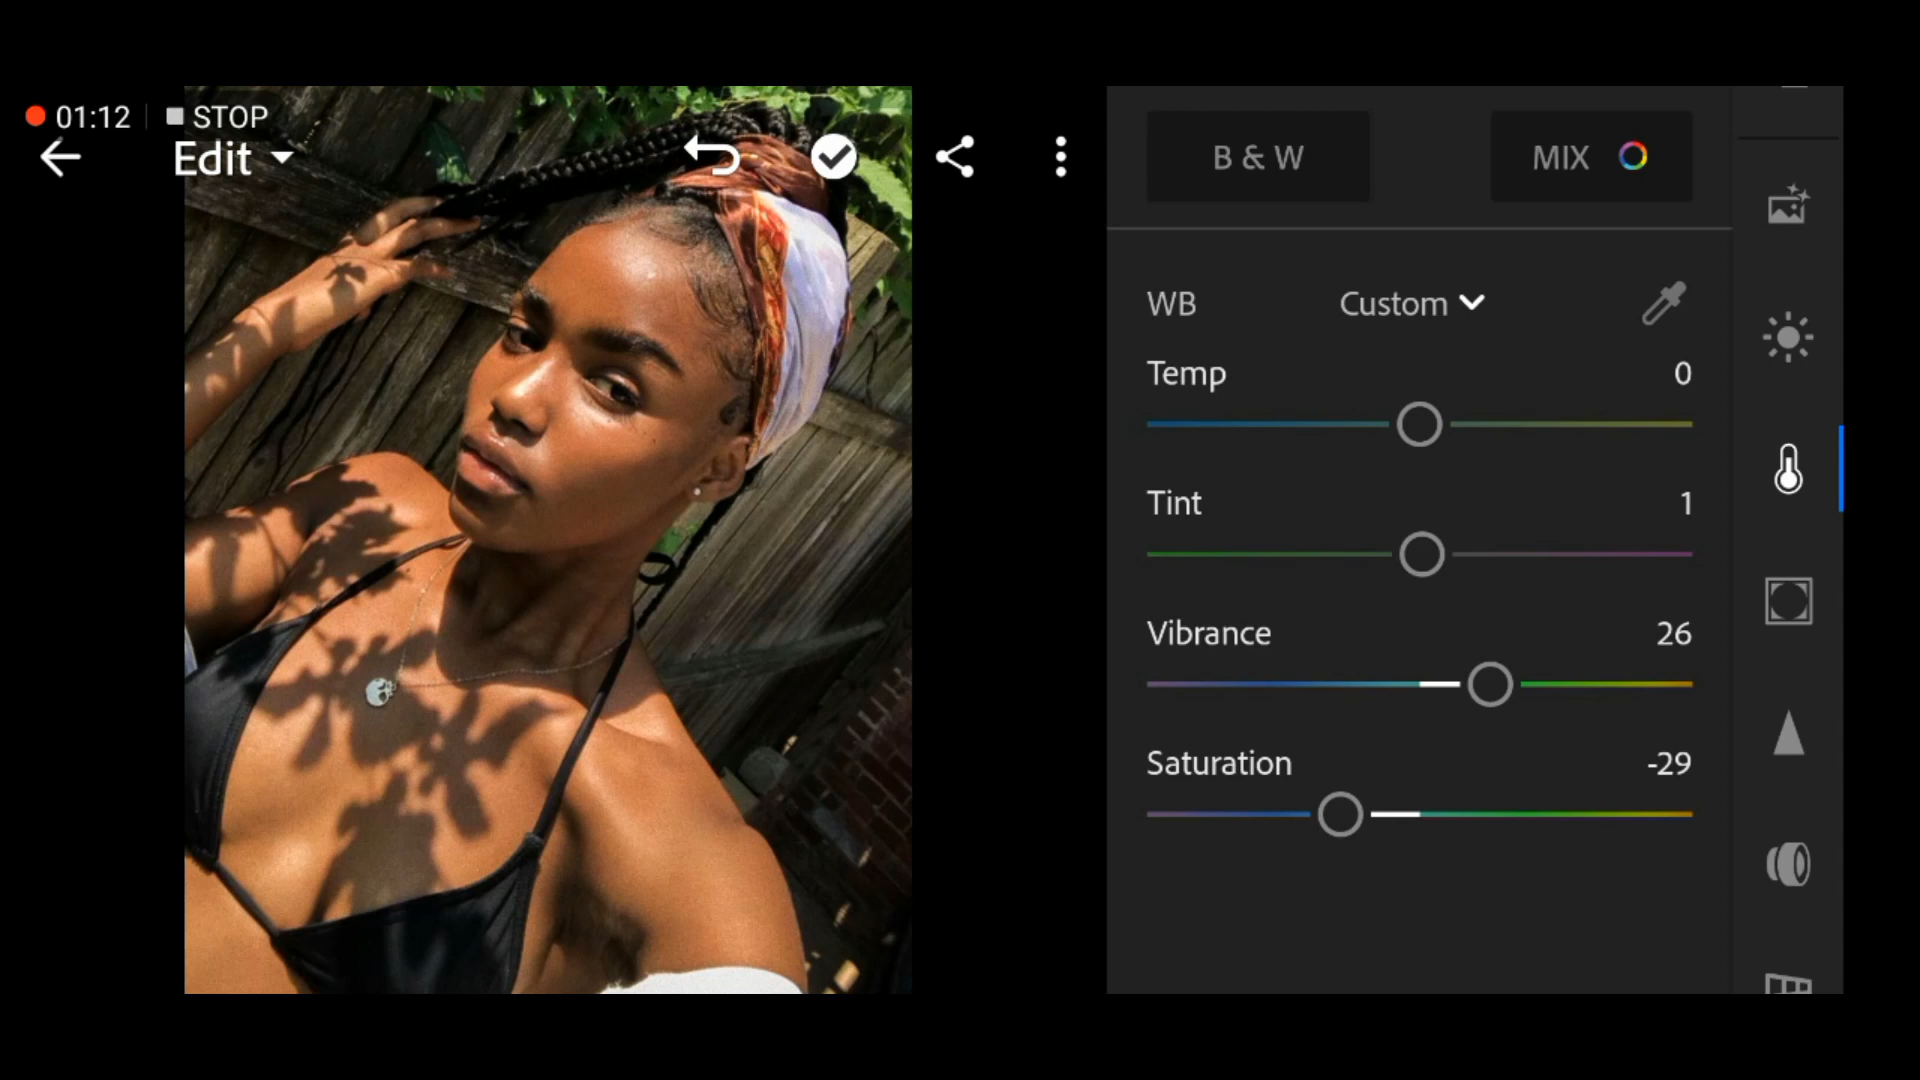 01:12 STOP
Edit
B & W MIX
WB Custom
Temp 0
Tint 1
Vibrance 26
Saturation -29